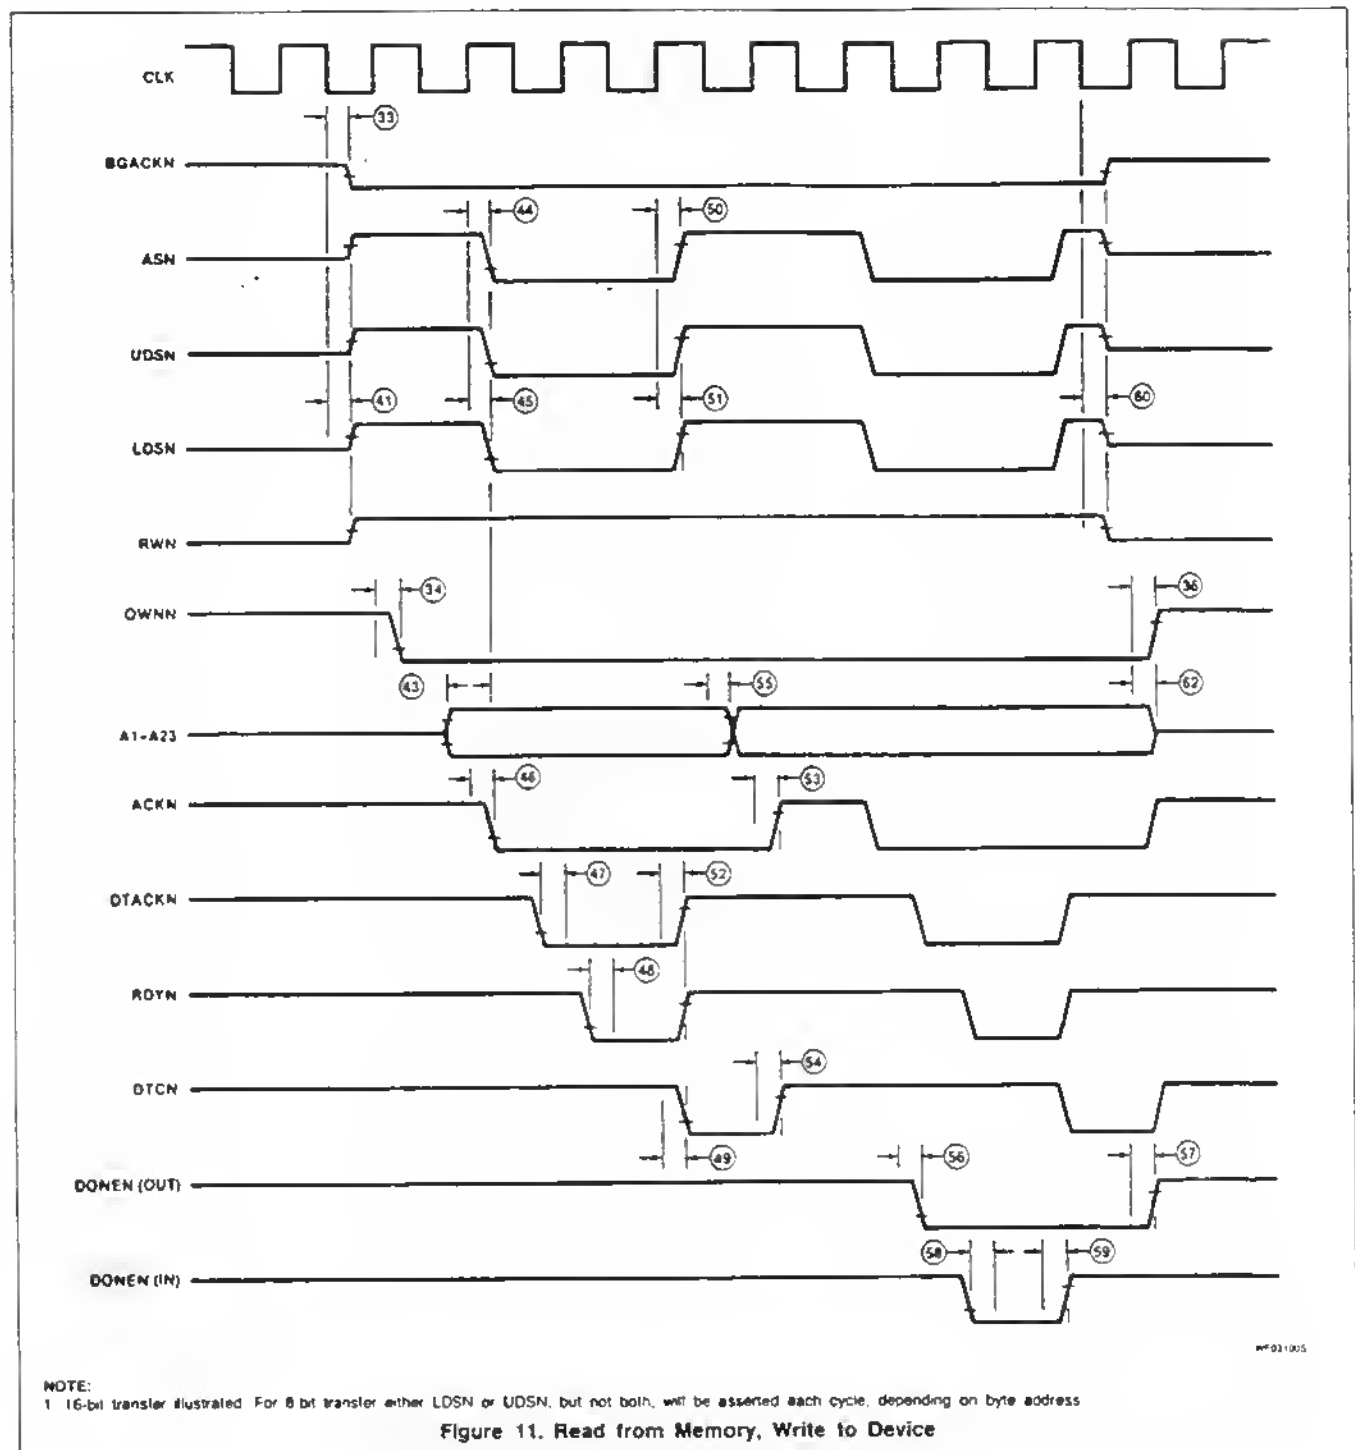 CLK
33
BGACKN
44 50
ASN
UDSN
41 45 51 60
LDSN
RWN
34 36
OWNN
43 55 62
A1-A23
46 53
ACKN
47 52
DTACKN
48
RDYN
54
DTCN
49 56 57
DONEN (OUT)
58 59
DONEN (IN)
WF03100S
NOTE:
1 16-bit transfer illustrated For 8 bit transfer either LDSN or UDSN, but not both, will be asserted each cycle, depending on byte address
Figure 11. Read from Memory, Write to Device